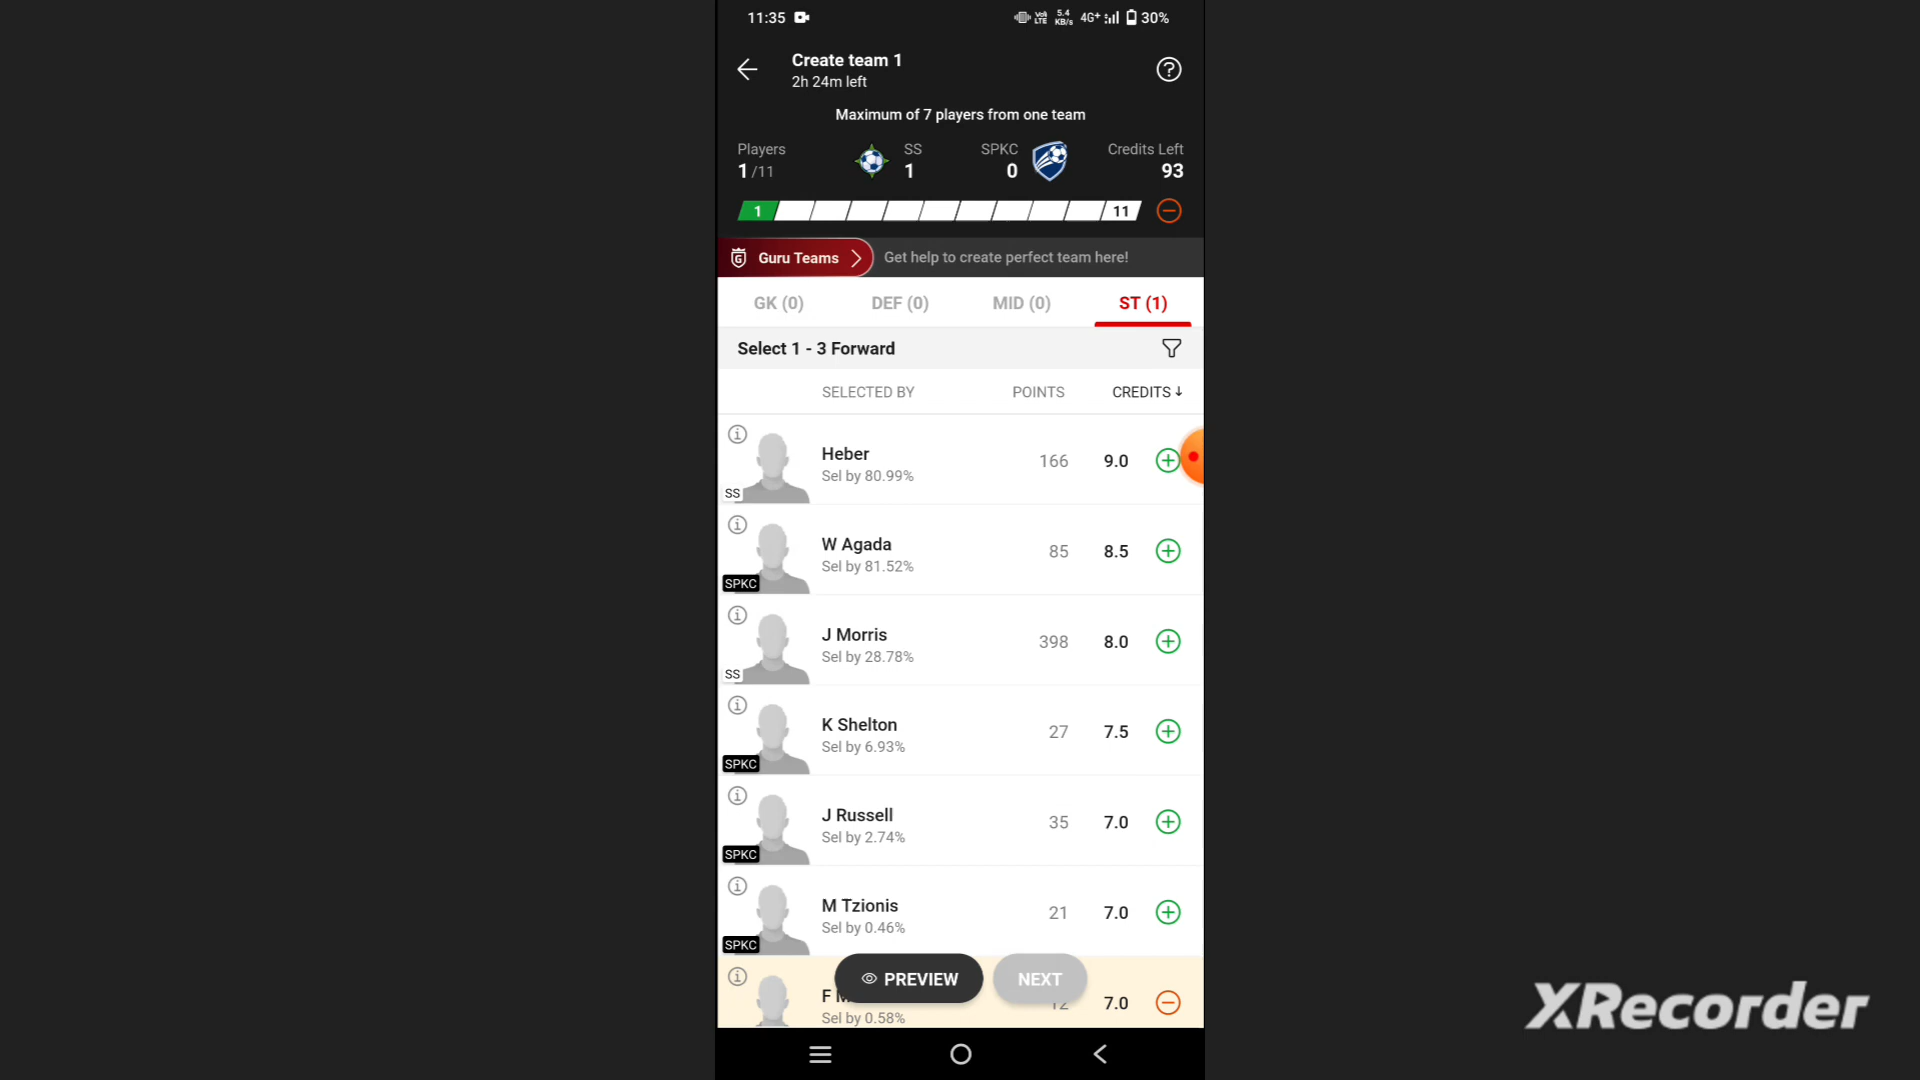 11:35 Vo) LTE 5.4 KB/s 4G+ 30%
Create team 1
2h 24m left
Maximum of 7 players from one team
Players SS SPKC Credits Left
1 /11 1 0 93
1 11
G Guru Teams Get help to create perfect team here!
GK (0) DEF (0) MID (0) ST (1)
Select 1 - 3 Forward
SELECTED BY POINTS CREDITS↓
Heber 166 9.0
Sel by 80.99%
SS
W Agada 85 8.5
Sel by 81.52%
SPKC
J Morris 398 8.0
Sel by 28.78%
SS
K Shelton 27 7.5
Sel by 6.93%
SPKC
J Russell 35 7.0
Sel by 2.74%
SPKC
M Tzionis 21 7.0
Sel by 0.46%
SPKC
PREVIEW NEXT
F 12 7.0
Sel by 0.58%
XRecorder